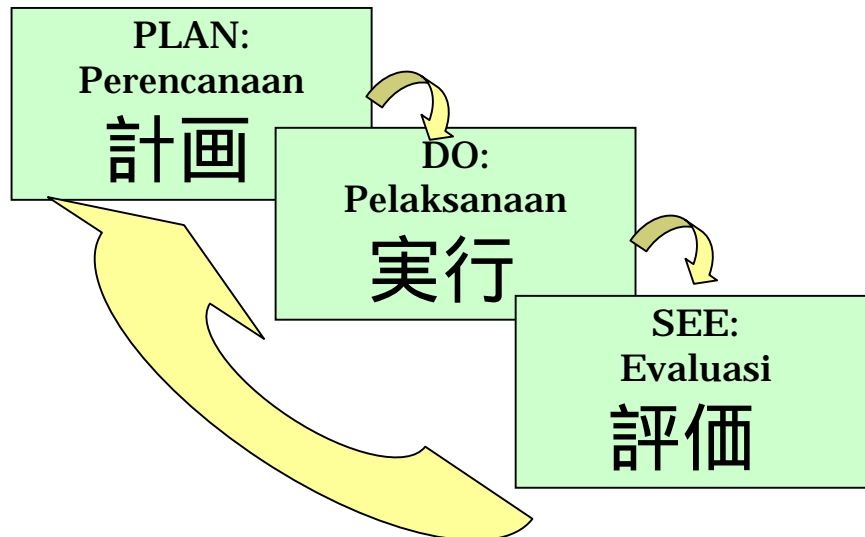 PLAN:
Perencanaan
計画
DO:
Pelaksanaan
実行
SEE:
Evaluasi
評価